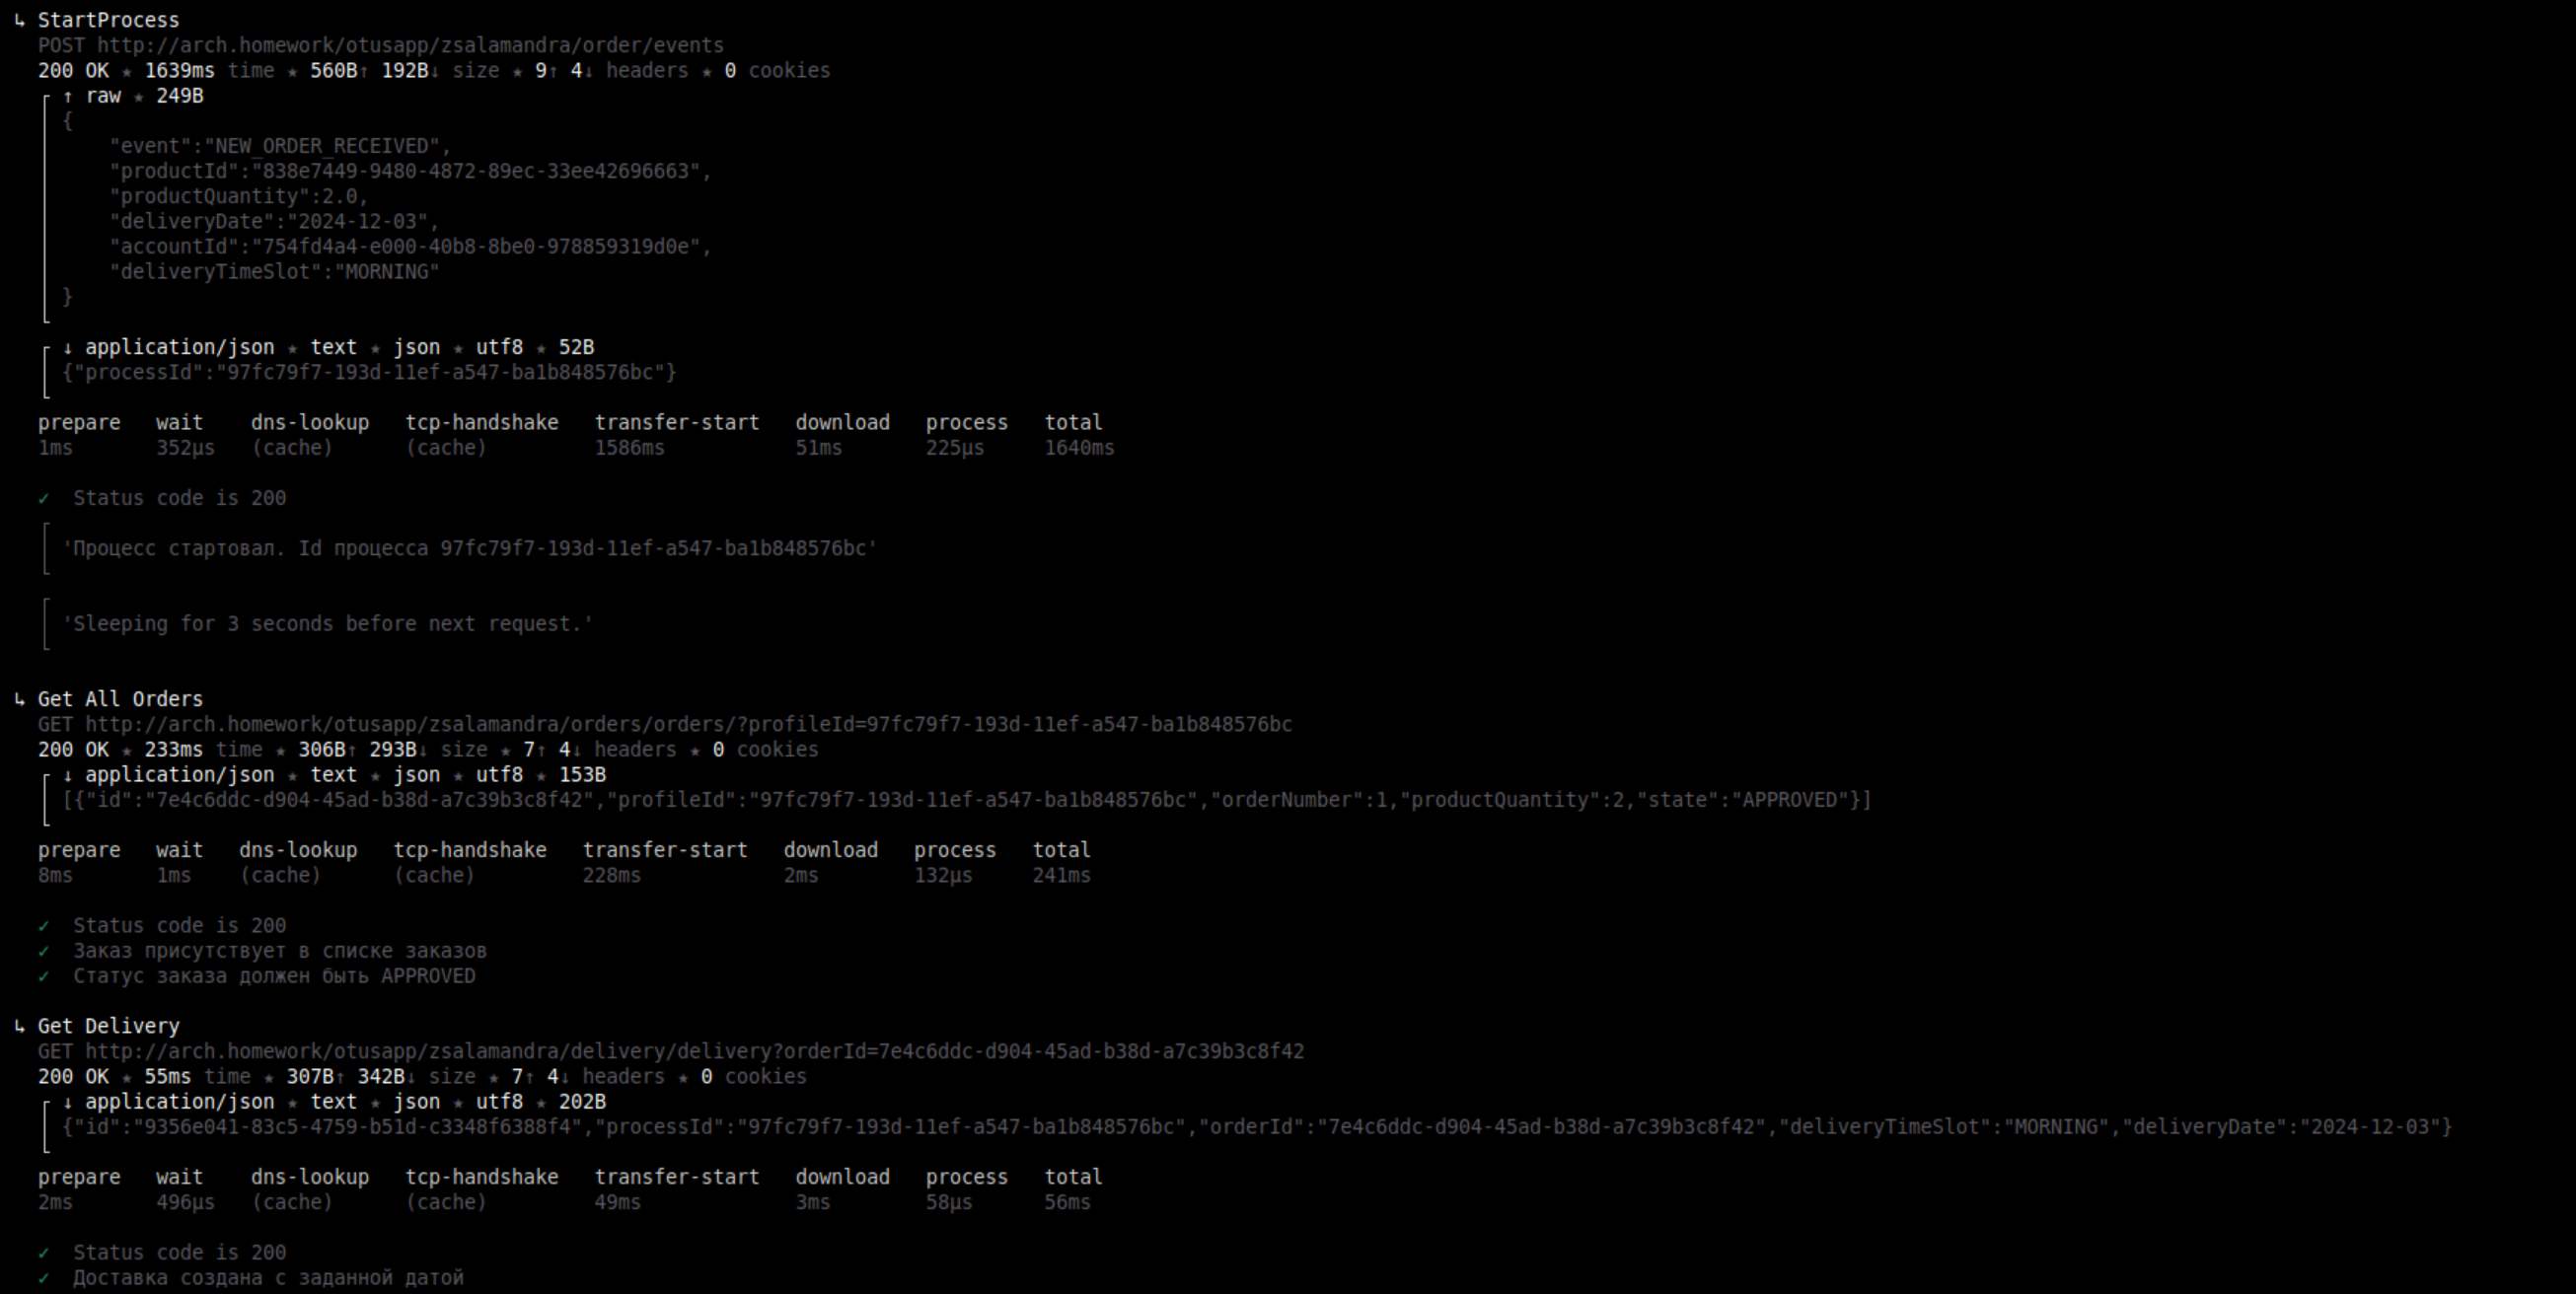 ↳ StartProcess
POST http://arch.homework/otusapp/zsalamandra/order/events
200 OK ★ 1639ms time ★ 560B↑ 192B↓ size ★ 9↑ 4↓ headers ★ 0 cookies
↑ raw ★ 249B
{
"event":"NEW_ORDER_RECEIVED",
"productId":"838e7449-9480-4872-89ec-33ee42696663",
"productQuantity":2.0,
"deliveryDate":"2024-12-03",
"accountId":"754fd4a4-e000-40b8-8be0-978859319d0e",
"deliveryTimeSlot":"MORNING"
}
↓ application/json ★ text ★ json ★ utf8 ★ 52B
{"processId":"97fc79f7-193d-11ef-a547-ba1b848576bc"}
prepare wait dns-lookup tcp-handshake transfer-start download process total
1ms 352µs (cache) (cache) 1586ms 51ms 225µs 1640ms
✓ Status code is 200
'Процесс стартовал. Id процесса 97fc79f7-193d-11ef-a547-ba1b848576bc'
'Sleeping for 3 seconds before next request.'
↳ Get All Orders
GET http://arch.homework/otusapp/zsalamandra/orders/orders/?profileId=97fc79f7-193d-11ef-a547-ba1b848576bc
200 OK ★ 233ms time ★ 306B↑ 293B↓ size ★ 7↑ 4↓ headers ★ 0 cookies
↓ application/json ★ text ★ json ★ utf8 ★ 153B
[{"id":"7e4c6ddc-d904-45ad-b38d-a7c39b3c8f42","profileId":"97fc79f7-193d-11ef-a547-ba1b848576bc","orderNumber":1,"productQuantity":2,"state":"APPROVED"}]
prepare wait dns-lookup tcp-handshake transfer-start download process total
8ms 1ms (cache) (cache) 228ms 2ms 132µs 241ms
✓ Status code is 200
✓ Заказ присутствует в списке заказов
✓ Статус заказа должен быть APPROVED
↳ Get Delivery
GET http://arch.homework/otusapp/zsalamandra/delivery/delivery?orderId=7e4c6ddc-d904-45ad-b38d-a7c39b3c8f42
200 OK ★ 55ms time ★ 307B↑ 342B↓ size ★ 7↑ 4↓ headers ★ 0 cookies
↓ application/json ★ text ★ json ★ utf8 ★ 202B
{"id":"9356e041-83c5-4759-b51d-c3348f6388f4","processId":"97fc79f7-193d-11ef-a547-ba1b848576bc","orderId":"7e4c6ddc-d904-45ad-b38d-a7c39b3c8f42","deliveryTimeSlot":"MORNING","deliveryDate":"2024-12-03"}
prepare wait dns-lookup tcp-handshake transfer-start download process total
2ms 496µs (cache) (cache) 49ms 3ms 58µs 56ms
✓ Status code is 200
✓ Доставка создана с заданной датой